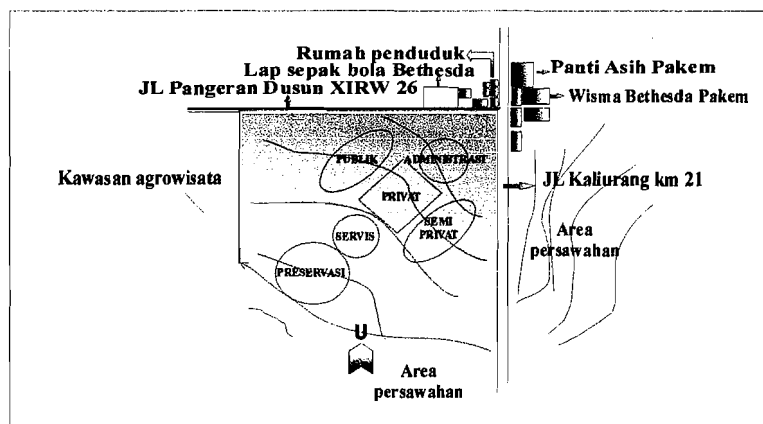 Rumah penduduk
Lap sepak bola Bethesda
JL Pangeran Dusun XIRW 26
Panti Asih Pakem
Wisma Bethesda Pakem
PUBLIK
ADMINISTRASI
Kawasan agrowisata
PRIVAT
JL Kaliurang km 21
SEMI
PRIVAT
SERVIS
Area
persawahan
PRESERVASI
U
Area
persawahan